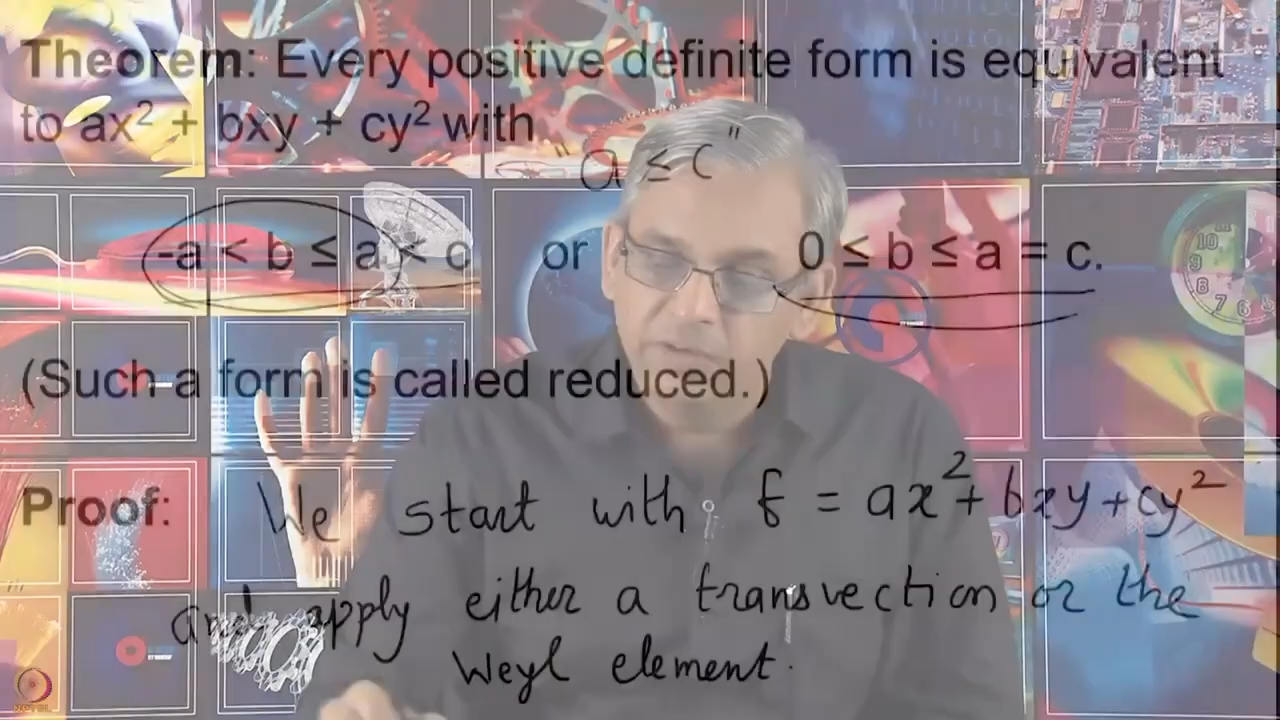 Theorem: Every positive definite form is equivalent
to ax² + bxy + cy² with
"a ≤ c"
-a < b ≤ a < c or 0 ≤ b ≤ a = c.
(Such a form is called reduced.)
Proof: We start with f = ax² + bxy + cy²
and apply either a transvection or the
Weyl element.
NPTEL